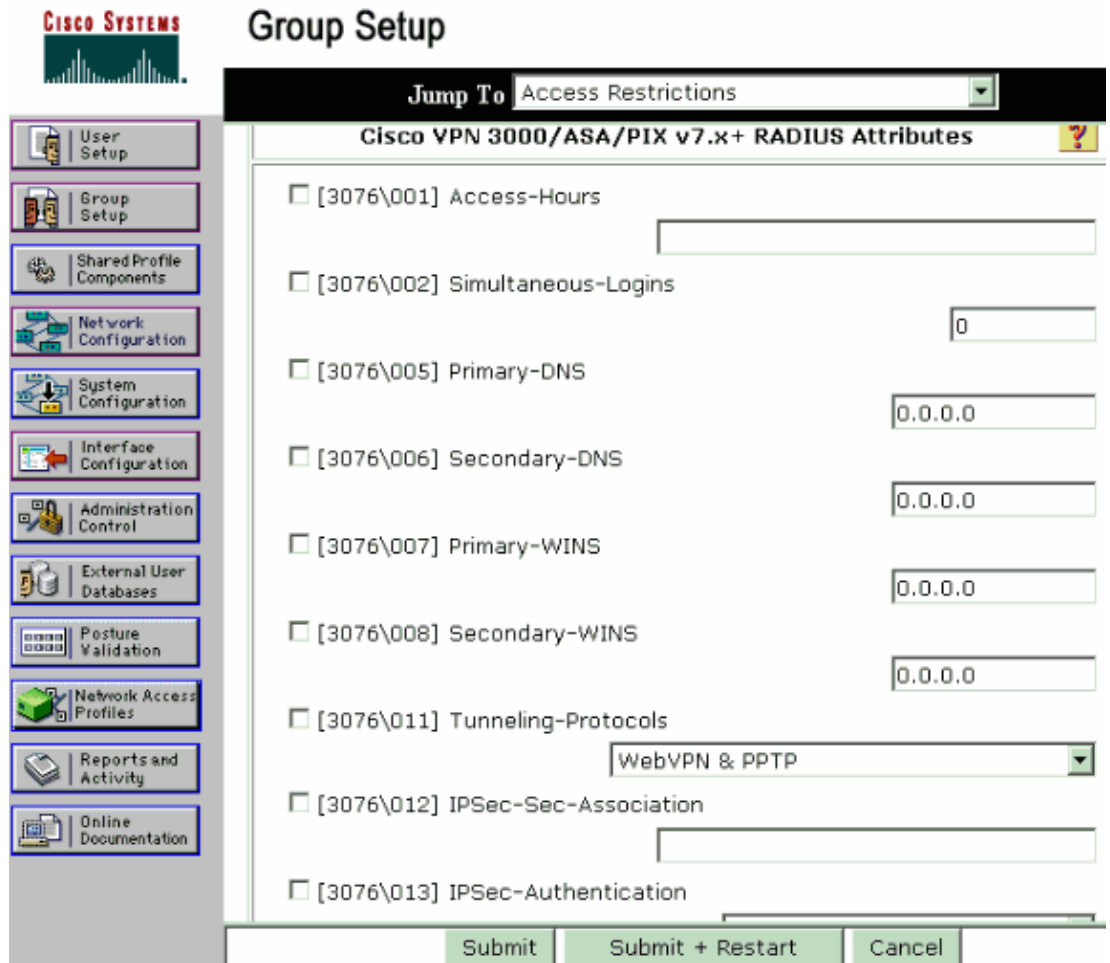 CISCO SYSTEMS
Group Setup
Jump To Access Restrictions
User
Setup
Group
Setup
Shared Profile
Components
Network
Configuration
System
Configuration
Interface
Configuration
Administration
Control
External User
Databases
Posture
Validation
Network Access
Profiles
Reports and
Activity
Online
Documentation
Cisco VPN 3000/ASA/PIX v7.x+ RADIUS Attributes
?
[3076\001] Access-Hours
[3076\002] Simultaneous-Logins
0
[3076\005] Primary-DNS
0.0.0.0
[3076\006] Secondary-DNS
0.0.0.0
[3076\007] Primary-WINS
0.0.0.0
[3076\008] Secondary-WINS
0.0.0.0
[3076\011] Tunneling-Protocols
WebVPN & PPTP
[3076\012] IPSec-Sec-Association
[3076\013] IPSec-Authentication
Submit
Submit + Restart
Cancel